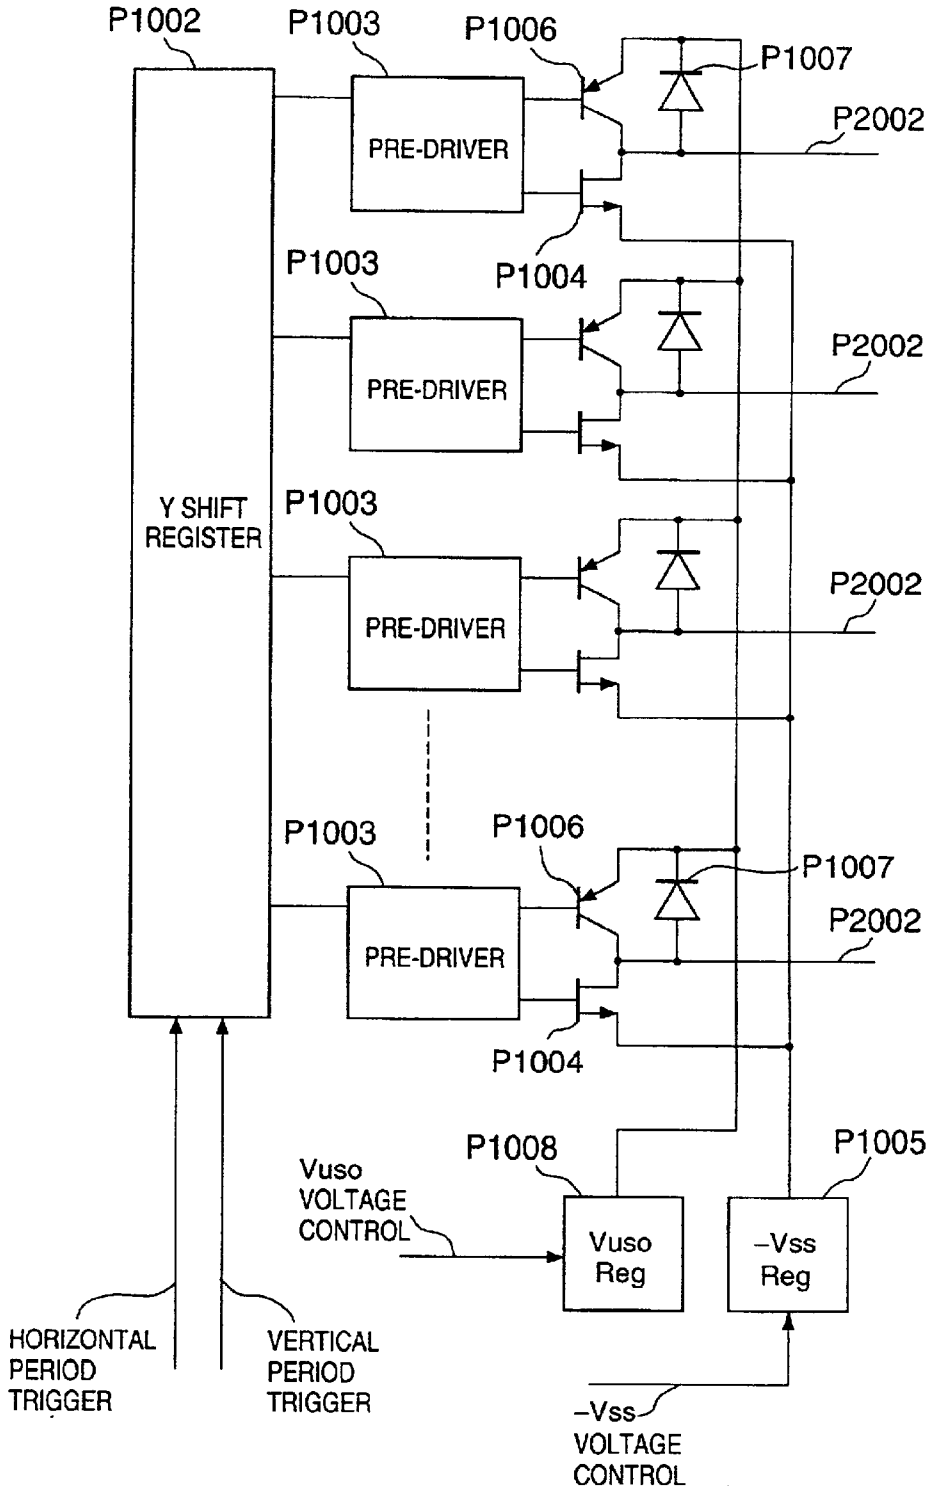 P1002
P1003
P1006
P1007
PRE-DRIVER
P2002
P1004
P1003
PRE-DRIVER
P2002
Y SHIFT
REGISTER
P1003
PRE-DRIVER
P2002
P1003
P1006
P1007
PRE-DRIVER
P2002
P1004
P1008
P1005
Vuso
VOLTAGE
CONTROL
Vuso
Reg
-Vss
Reg
HORIZONTAL
PERIOD
TRIGGER
VERTICAL
PERIOD
TRIGGER
-Vss
VOLTAGE
CONTROL